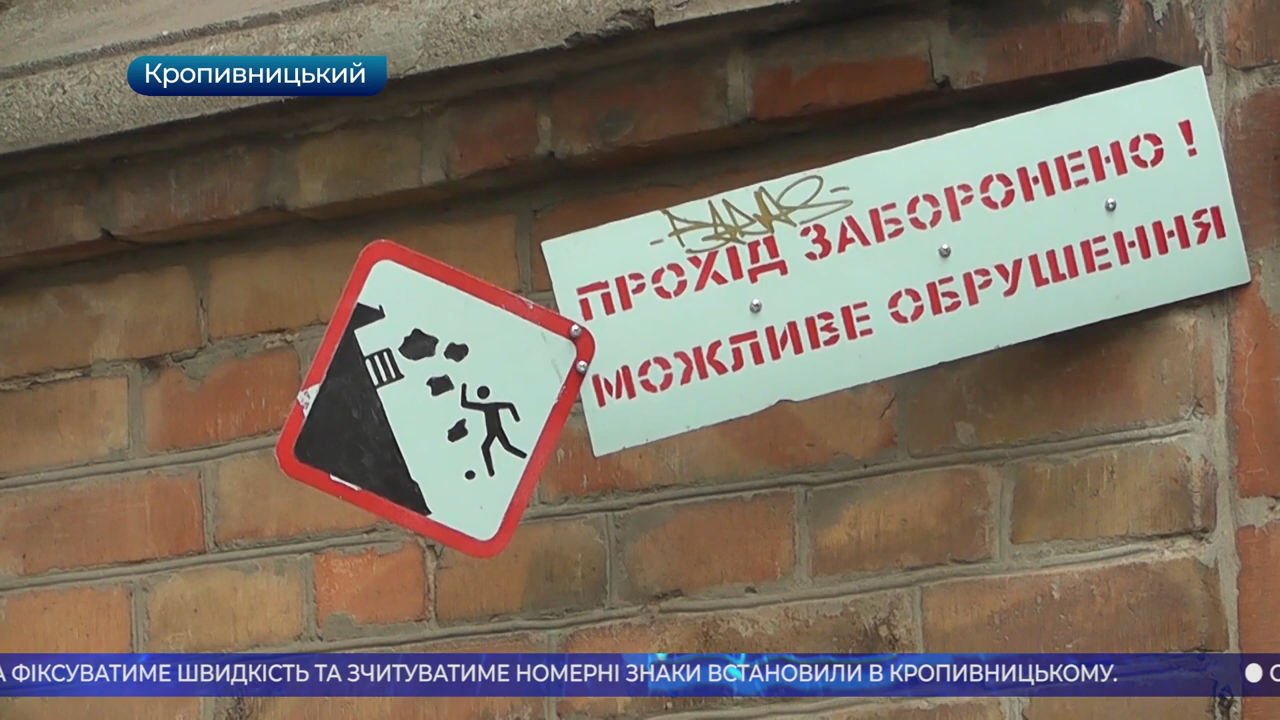 Кропивницький
ПРОХІД ЗАБОРОНЕНО !
МОЖЛИВЕ ОБРУШЕННЯ
ФІКСУВАТИМЕ ШВИДКІСТЬ ТА ЗЧИТУВАТИМЕ НОМЕРНІ ЗНАКИ ВСТАНОВИЛИ В КРОПИВНИЦЬКОМУ.